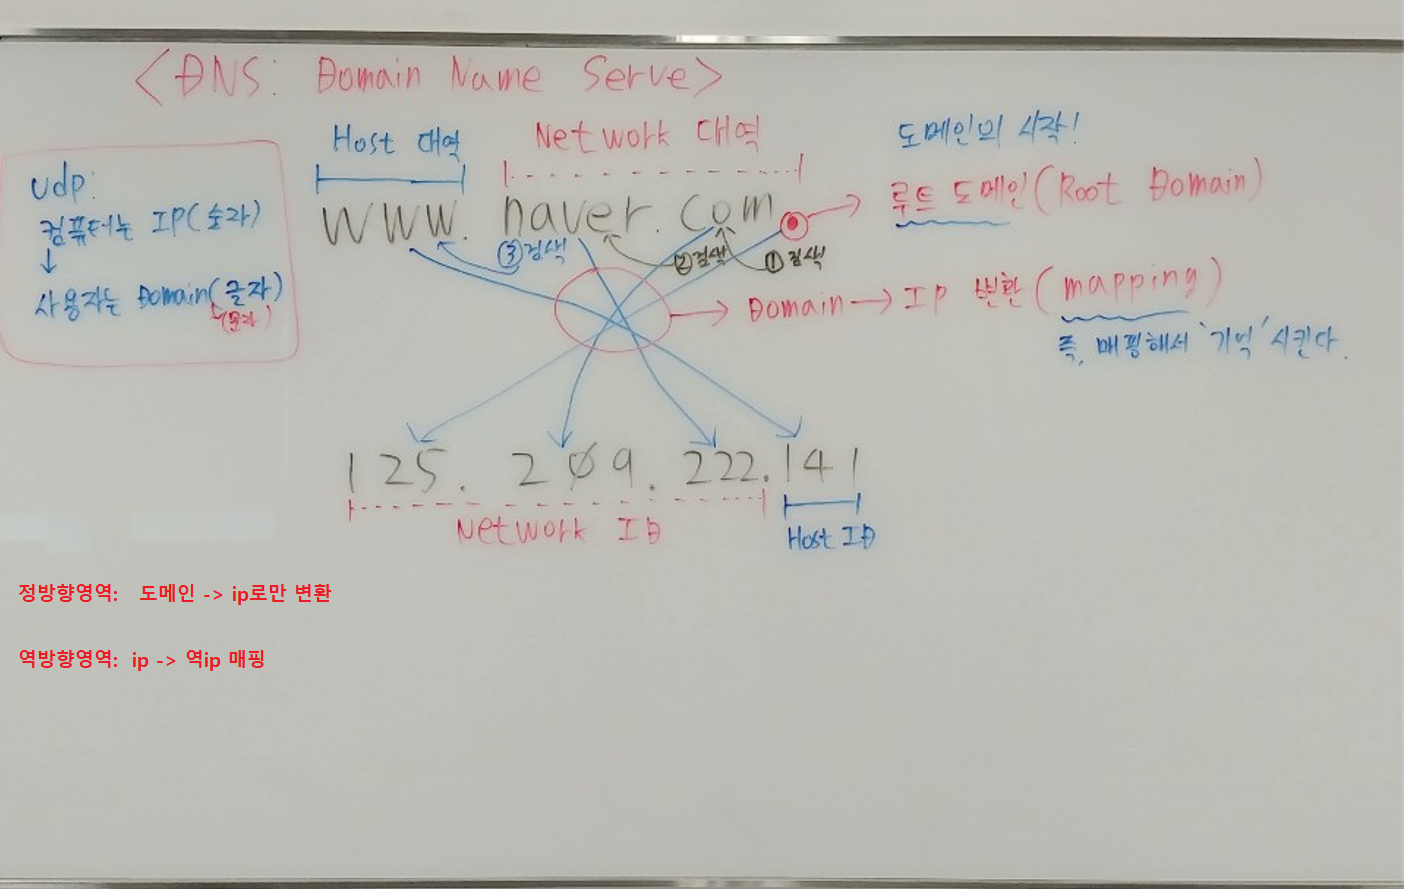 <DNS: Domain Name Serve>
Host 대역
Network 대역
도메인의 시작!
udp:
컴퓨터는 IP(숫자)
↓
사용자는 Domain(글자)
(문자)
www. naver. com
루트 도메인(Root Domain)
③검색
②검색
①검색
Domain → IP 변환(mapping)
즉, 매핑해서 '기억' 시킨다.
125. 209. 222. 141
Network ID
Host ID
정방향영역: 도메인 -> ip로만 변환
역방향영역: ip -> 역ip 매핑